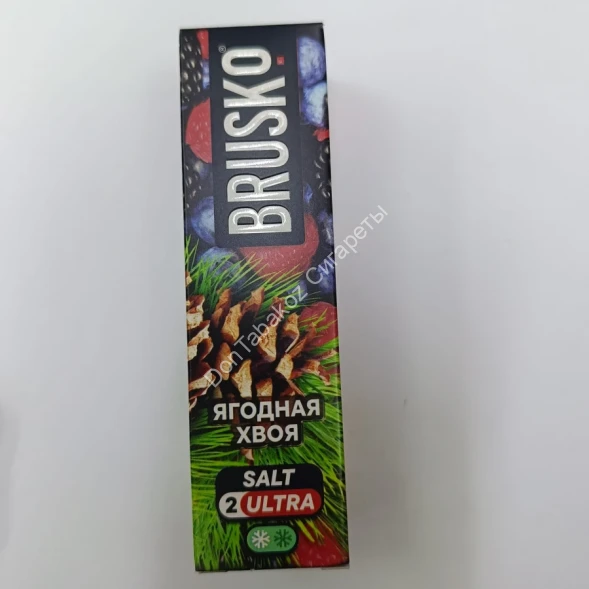 BRUSKO®
ЯГОДНАЯ
ХВОЯ
SALT
2 ULTRA
DonTabakoz Сигареты